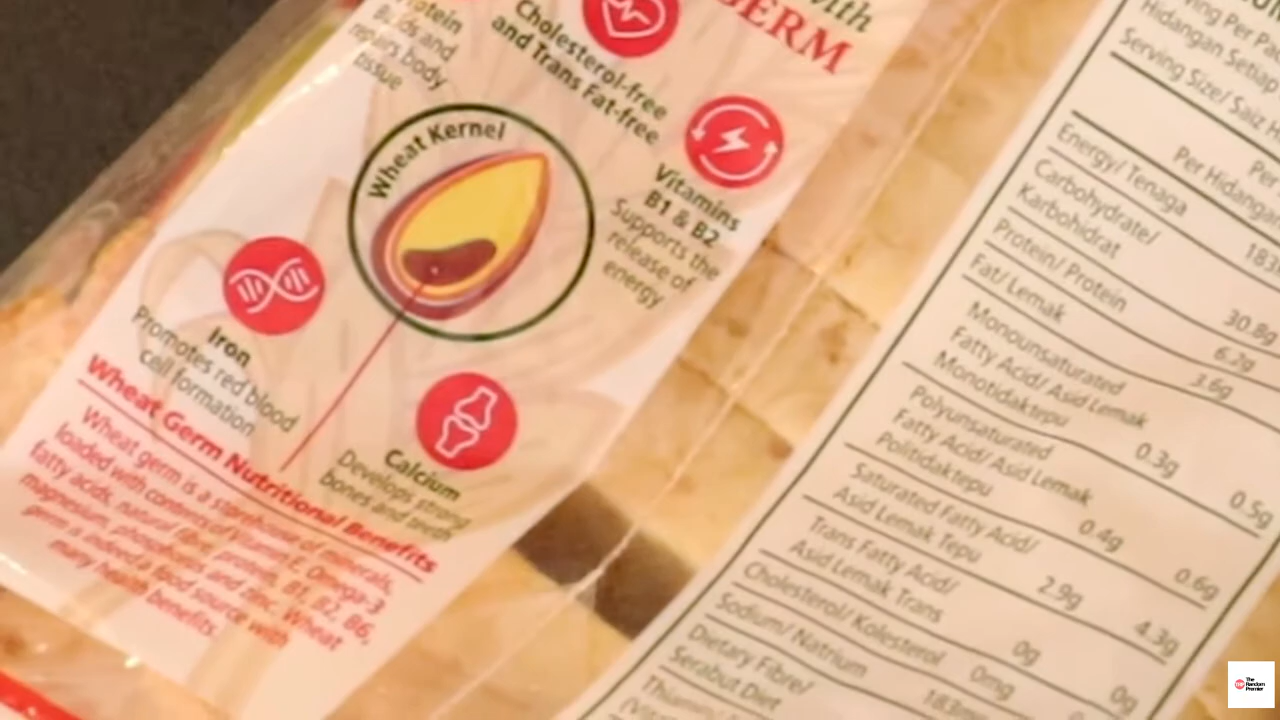 with
GERM
Protein
Builds and
repairs body
tissue
Cholesterol-free
and Trans Fat-free
Wheat Kernel
Vitamins
B1 & B2
Supports the
release of
energy
Iron
Promotes red blood
cell formation
Calcium
Develops strong
bones and teeth
Wheat Germ Nutritional Benefits
Wheat germ is a storehouse of minerals,
loaded with contents of vitamin E, Omega-3
fatty acids, natural fibre, protein, B1, B2, B6,
magnesium, phosphorus and zinc. Wheat
germ is indeed a food source with
many health benefits.
Hidangan Setiap
Serving Size/ Saiz H
Per
Per Hidangan
Energy/ Tenaga 183
Carbohydrate/
Karbohidrat 30.8g
Protein/ Protein 6.2g
Fat/ Lemak 3.6g
Monounsaturated
Fatty Acid/ Asid Lemak
Monotidaktepu 0.3g 0.5g
Polyunsaturated
Fatty Acid/ Asid Lemak
Politidaktepu 0.4g 0.6g
Saturated Fatty Acid/
Asid Lemak Tepu 2.9g 4.3g
Trans Fatty Acid/
Asid Lemak Trans 0g 0g
Cholesterol/ Kolesterol 0mg
Sodium/ Natrium 183m
Dietary Fibre/
Serabut Diet
The
Random
Premier